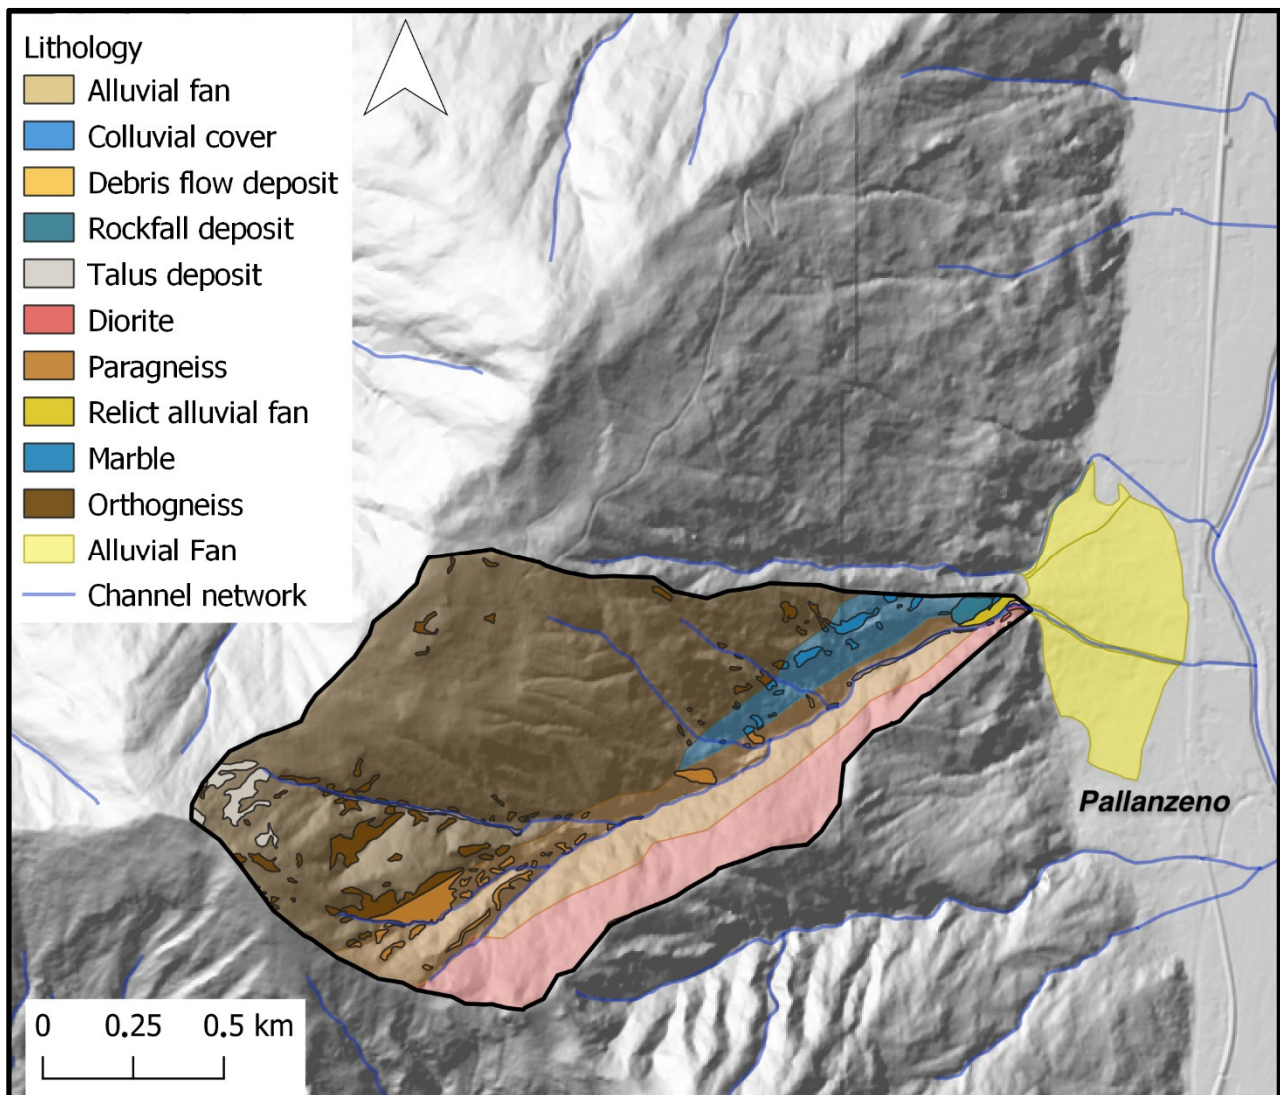 Lithology
Alluvial fan
Colluvial cover
Debris flow deposit
Rockfall deposit
Talus deposit
Diorite
Paragneiss
Relict alluvial fan
Marble
Orthogneiss
Alluvial Fan
Channel network
Pallanzeno
0 0.25 0.5 km